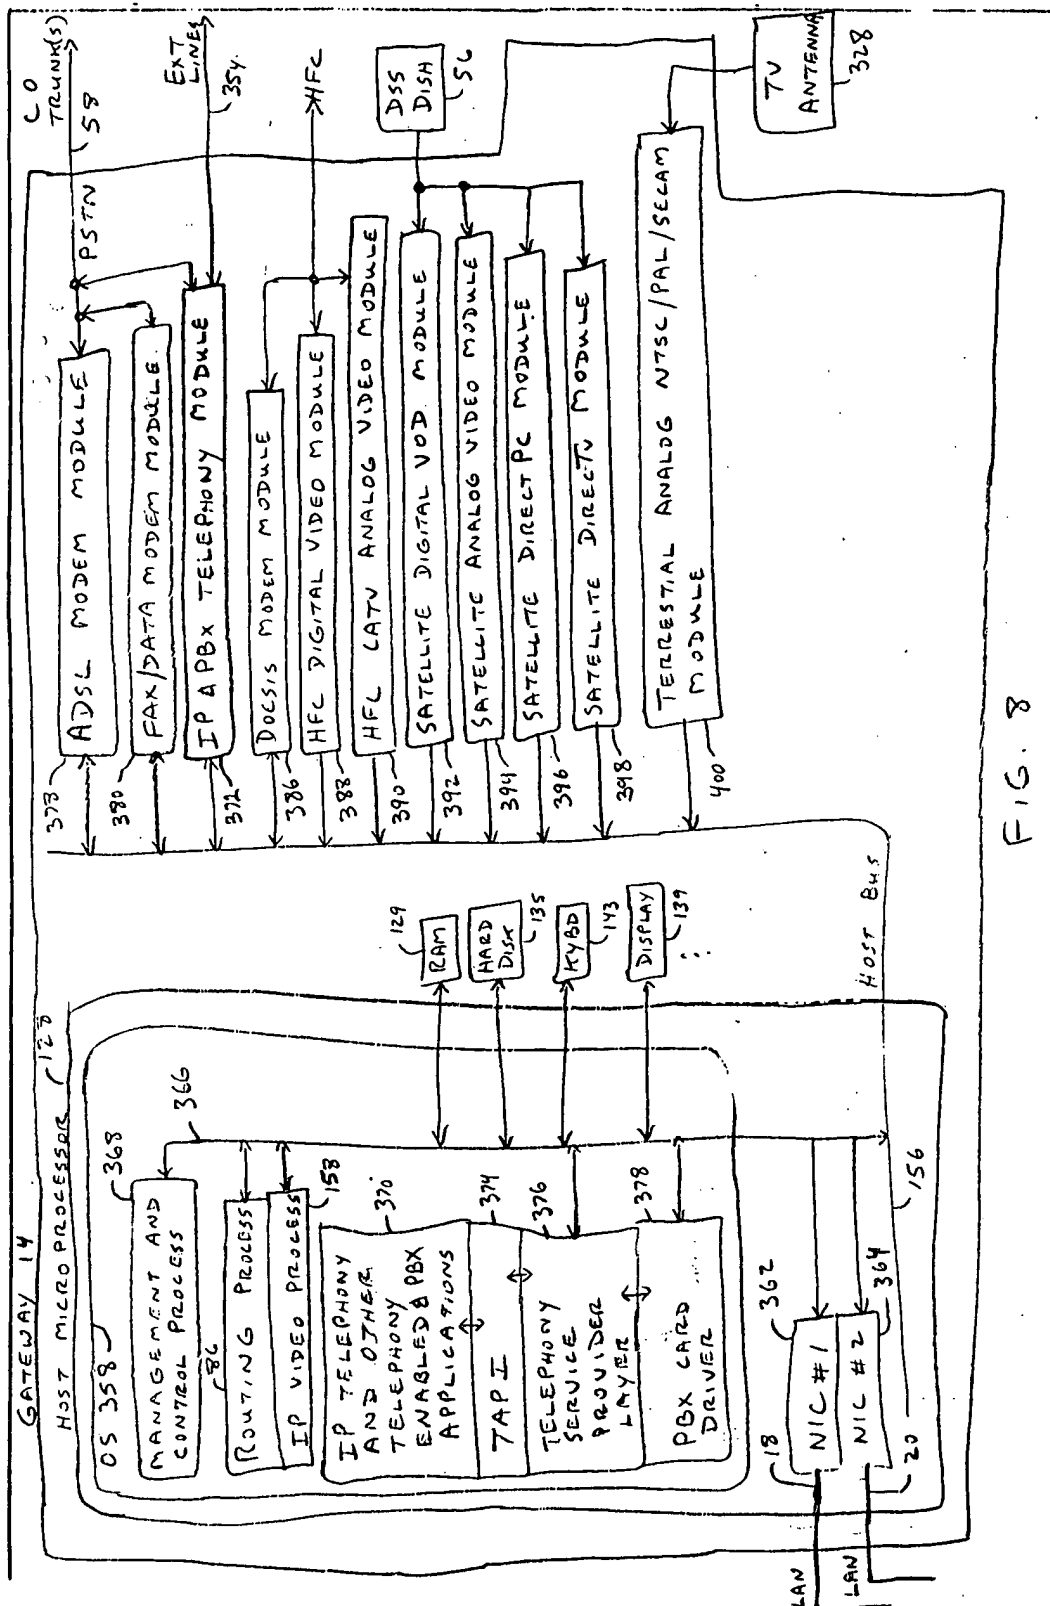 GATEWAY 14
HOST MICROPROCESSOR 120
OS 358
368
MANAGEMENT AND
CONTROL PROCESS
366
86
ROUTING PROCESS
IP VIDEO PROCESS
158
IP TELEPHONY
AND OTHER
TELEPHONY
ENABLED & PBX
APPLICATIONS
370
TAPI
374
TELEPHONY
SERVICE
PROVIDER
LAYER
376
PBX CARD
DRIVER
378
NIC #1
362
NIC #2
364
18
20
LAN
LAN
156
HOST BUS
RAM
129
HARD
DISK
135
KYBD
143
DISPLAY
139
378
ADSL MODEM MODULE
380
FAX/DATA MODEM MODULE
372
IP & PBX TELEPHONY MODULE
386
DOCSIS MODEM MODULE
388
HFC DIGITAL VIDEO MODULE
390
HFC CATV ANALOG VIDEO MODULE
392
SATELLITE DIGITAL VOD MODULE
394
SATELLITE ANALOG VIDEO MODULE
396
SATELLITE DIRECT PC MODULE
398
SATELLITE DIRECTV MODULE
400
TERRESTIAL ANALOG NTSC/PAL/SECAM
MODULE
PSTN
CO
TRUNK(S)
58
EXT
LINES
354
HFC
DSS
DISH
56
TV
ANTENNA
328
FIG. 8